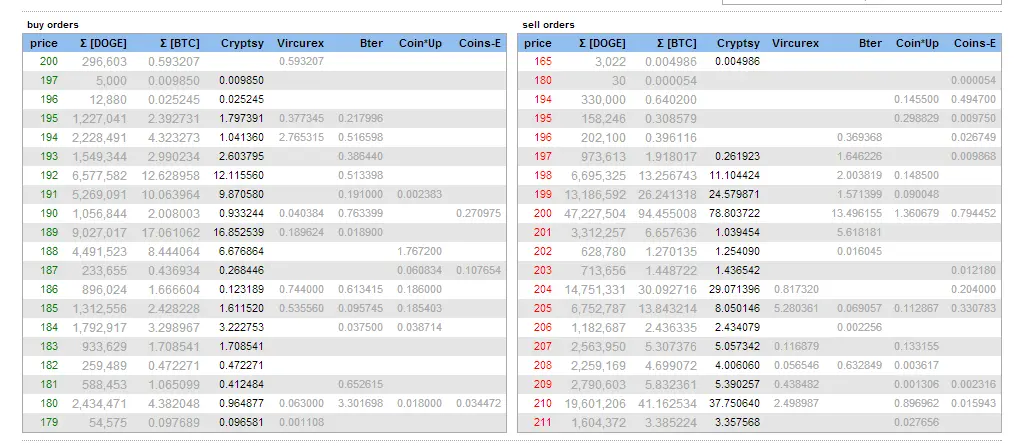 buy orders
price Σ [DOGE] Σ [BTC] Cryptsy Vircurex Bter Coin*Up Coins-E
200 296,603 0.593207 0.593207
197 5,000 0.009850 0.009850
196 12,880 0.025245 0.025245
195 1,227,041 2.392731 1.797391 0.377345 0.217996
194 2,228,491 4.323273 1.041360 2.765315 0.516598
193 1,549,344 2.990234 2.603795 0.386440
192 6,577,582 12.628958 12.115560 0.513398
191 5,269,091 10.063964 9.870580 0.191000 0.002383
190 1,056,844 2.008003 0.933244 0.040384 0.763399 0.270975
189 9,027,017 17.061062 16.852539 0.189624 0.018900
188 4,491,523 8.444064 6.676864 1.767200
187 233,655 0.436934 0.268446 0.060834 0.107654
186 896,024 1.666604 0.123189 0.744000 0.613415 0.186000
185 1,312,556 2.428228 1.611520 0.535560 0.095745 0.185403
184 1,792,917 3.298967 3.222753 0.037500 0.038714
183 933,629 1.708541 1.708541
182 259,489 0.472271 0.472271
181 588,453 1.065099 0.412484 0.652615
180 2,434,471 4.382048 0.964877 0.063000 3.301698 0.018000 0.034472
179 54,575 0.097689 0.096581 0.001108
sell orders
price Σ [DOGE] Σ [BTC] Cryptsy Vircurex Bter Coin*Up Coins-E
165 3,022 0.004986 0.004986
180 30 0.000054 0.000054
194 330,000 0.640200 0.145500 0.494700
195 158,246 0.308579 0.298829 0.009750
196 202,100 0.396116 0.369368 0.026749
197 973,613 1.918017 0.261923 1.646226 0.009868
198 6,695,325 13.256743 11.104424 2.003819 0.148500
199 13,186,592 26.241318 24.579871 1.571399 0.090048
200 47,227,504 94.455008 78.803722 13.496155 1.360679 0.794452
201 3,312,257 6.657636 1.039454 5.618181
202 628,780 1.270135 1.254090 0.016045
203 713,656 1.448722 1.436542 0.012180
204 14,751,331 30.092716 29.071396 0.817320 0.204000
205 6,752,787 13.843214 8.050146 5.280361 0.069057 0.112867 0.330783
206 1,182,687 2.436335 2.434079 0.002256
207 2,563,950 5.307376 5.057342 0.116879 0.133155
208 2,259,169 4.699072 4.006060 0.056546 0.632849 0.003617
209 2,790,603 5.832361 5.390257 0.438482 0.001306 0.002316
210 19,601,206 41.162534 37.750640 2.498987 0.896962 0.015943
211 1,604,372 3.385224 3.357568 0.027656